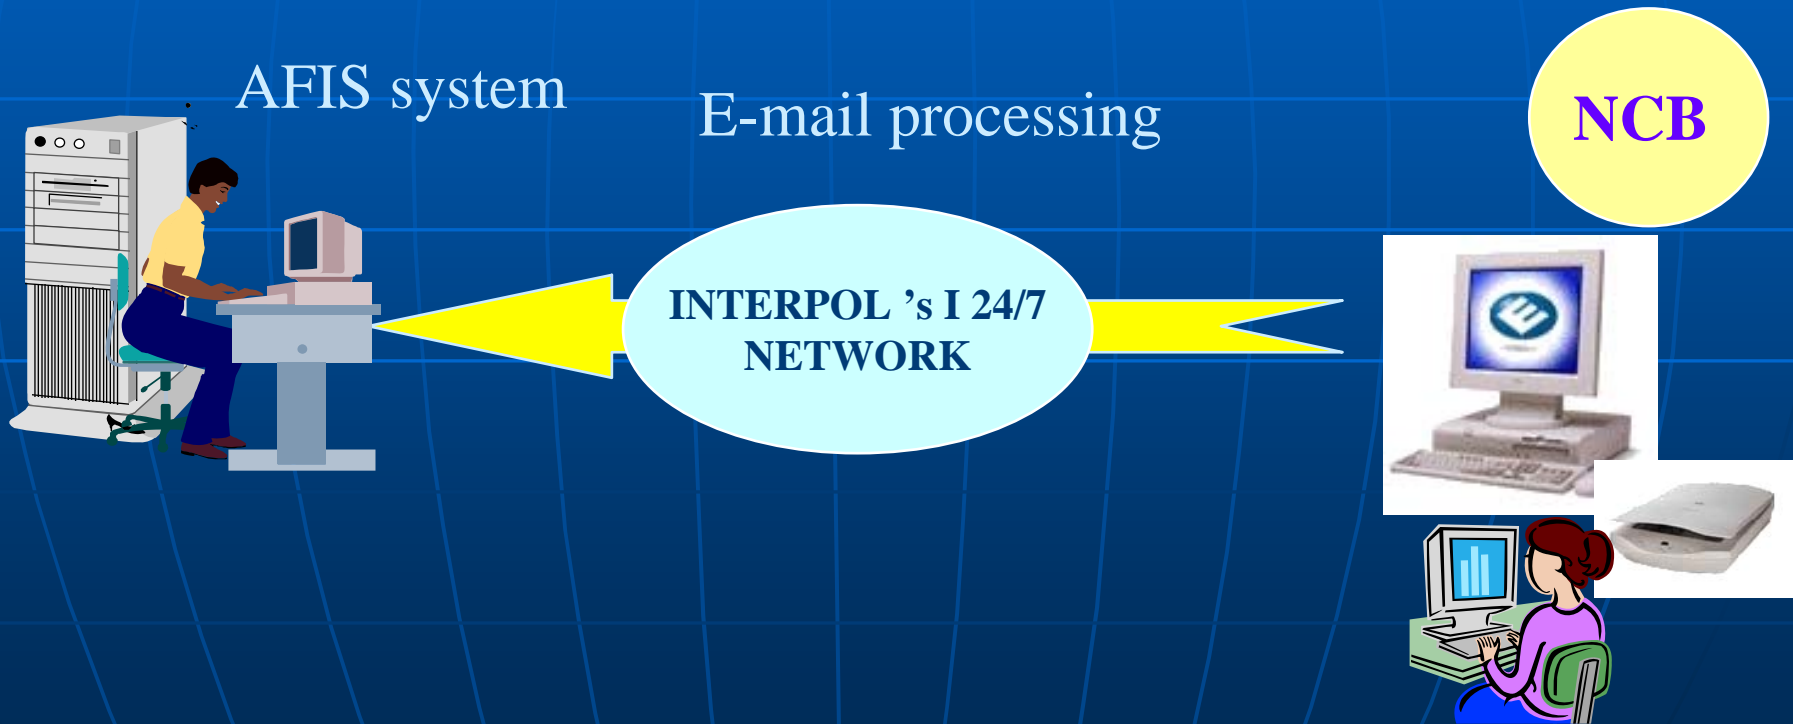 AFIS system
E-mail processing
NCB
INTERPOL 's I 24/7
NETWORK